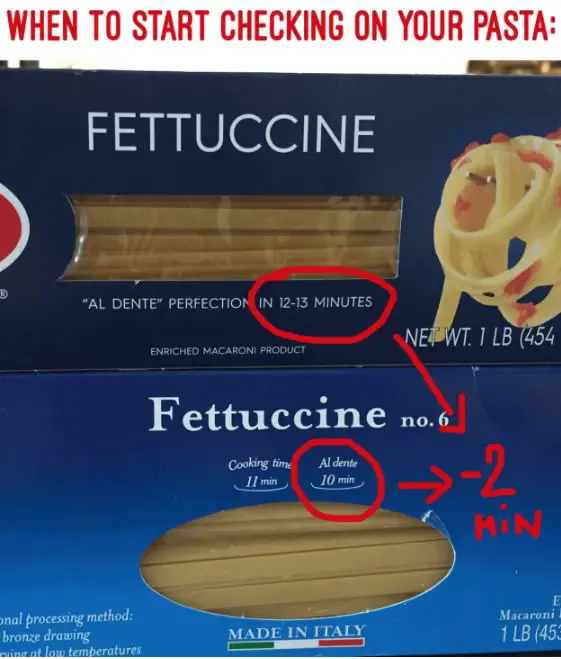 WHEN TO START CHECKING ON YOUR PASTA:
FETTUCCINE
®
"AL DENTE" PERFECTION IN 12-13 MINUTES
NET WT. 1 LB (454
ENRICHED MACARONI PRODUCT
Fettuccine no.6
Cooking time Al dente
11 min 10 min
-2
MiN
onal processing method:
bronze drawing
at low temperatures
MADE IN ITALY
E
Macaroni
1 LB (453